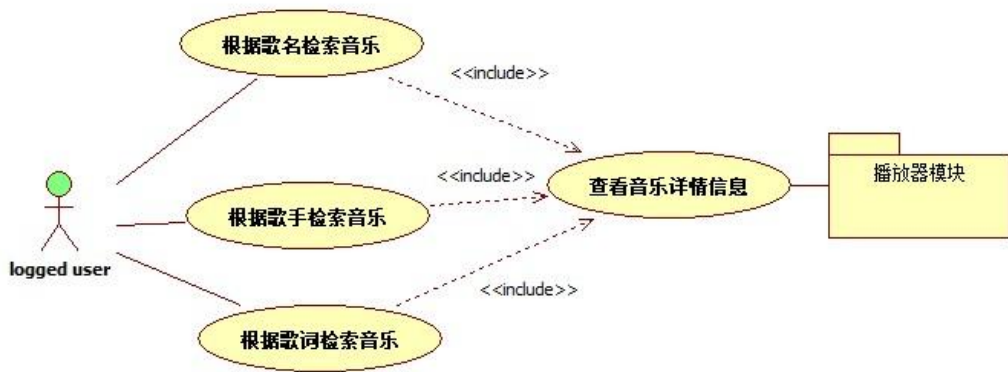 根据歌名检索音乐
<<include>>
<<include>>
查看音乐详情信息
播放器模块
根据歌手检索音乐
logged user
<<include>>
根据歌词检索音乐